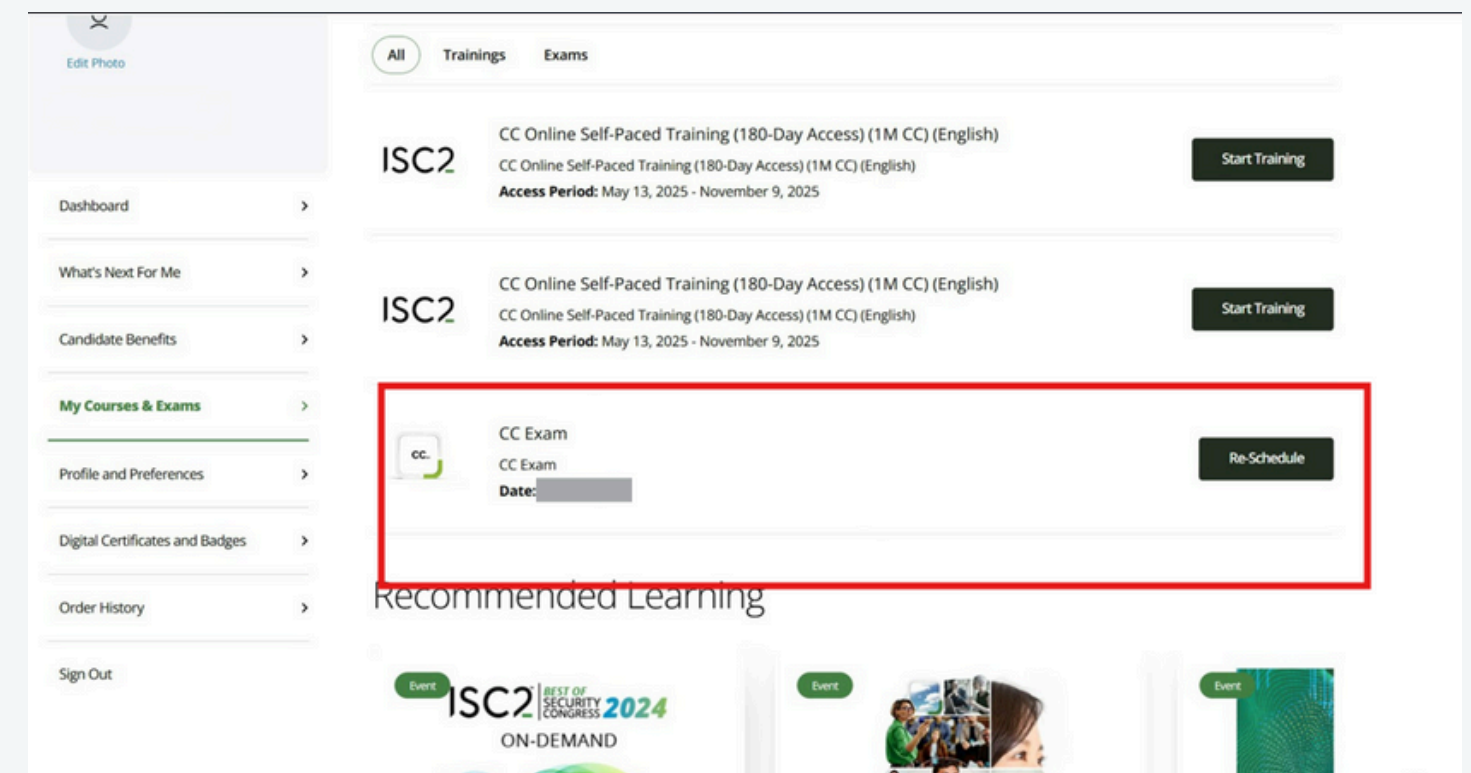 Edit Photo
Dashboard
What's Next For Me
Candidate Benefits
My Courses & Exams
Profile and Preferences
Digital Certificates and Badges
Order History
Sign Out
All Trainings Exams
ISC2
CC Online Self-Paced Training (180-Day Access) (1M CC) (English)
CC Online Self-Paced Training (180-Day Access) (1M CC) (English)
Access Period: May 13, 2025 - November 9, 2025
Start Training
ISC2
CC Online Self-Paced Training (180-Day Access) (1M CC) (English)
CC Online Self-Paced Training (180-Day Access) (1M CC) (English)
Access Period: May 13, 2025 - November 9, 2025
Start Training
CC.
CC Exam
CC Exam
Date:
Re-Schedule
Recommended Learning
Event
ISC2 BEST OF SECURITY CONGRESS 2024
ON-DEMAND
Event
Event